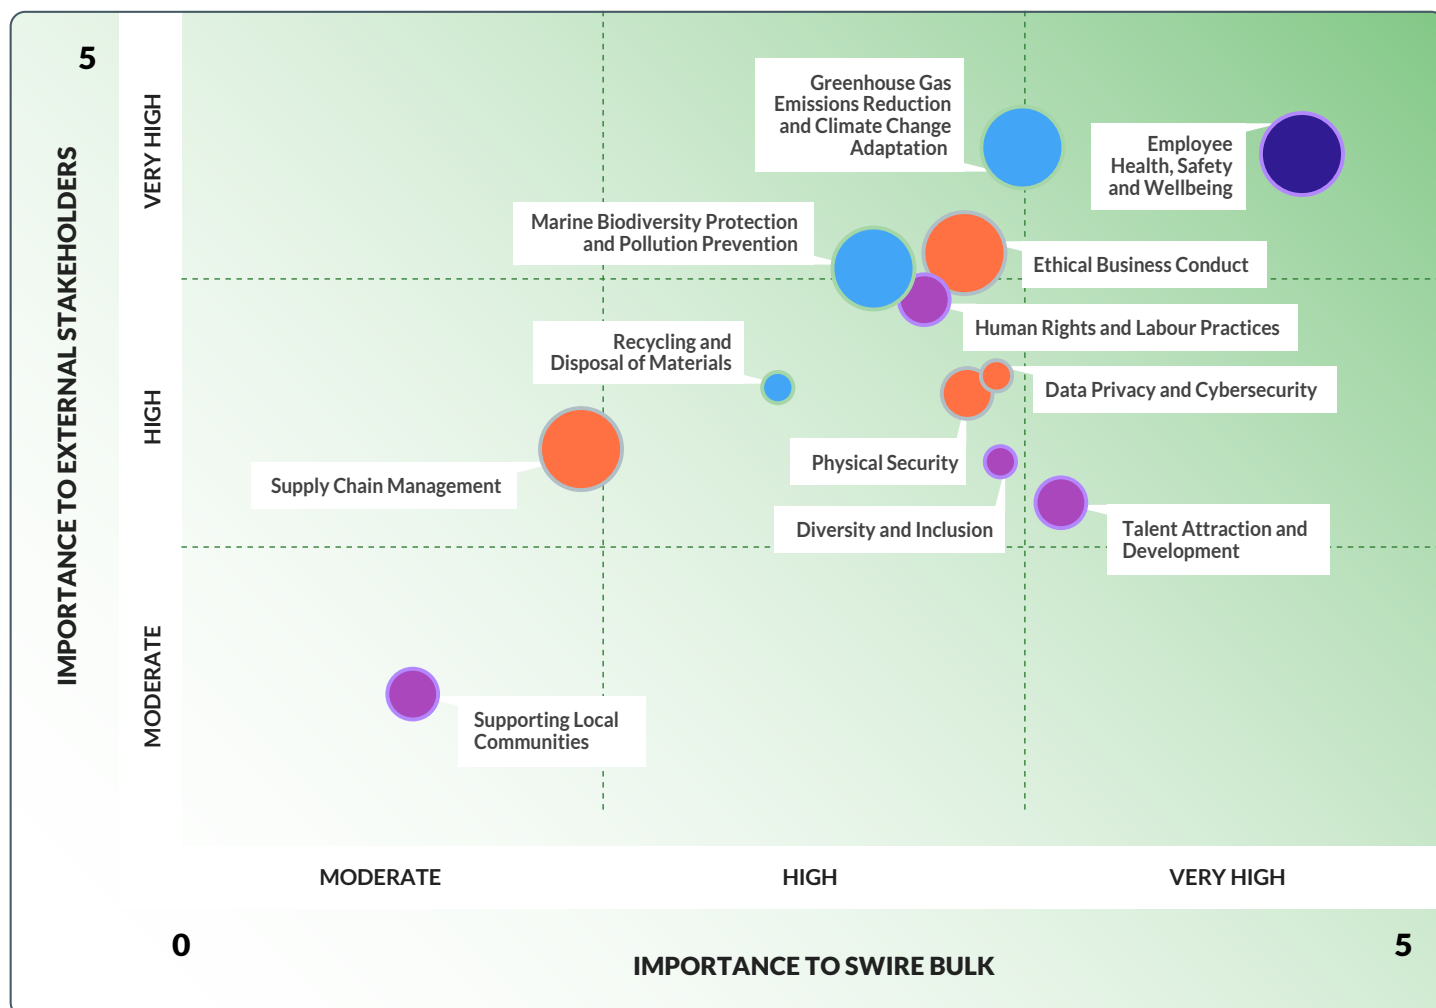 5
IMPORTANCE TO EXTERNAL STAKEHOLDERS
VERY HIGH
HIGH
MODERATE
Greenhouse Gas
Emissions Reduction
and Climate Change
Adaptation
Employee
Health, Safety
and Wellbeing
Marine Biodiversity Protection
and Pollution Prevention
Ethical Business Conduct
Human Rights and Labour Practices
Recycling and
Disposal of Materials
Data Privacy and Cybersecurity
Physical Security
Supply Chain Management
Diversity and Inclusion
Talent Attraction and
Development
Supporting Local
Communities
MODERATE
HIGH
VERY HIGH
0
5
IMPORTANCE TO SWIRE BULK